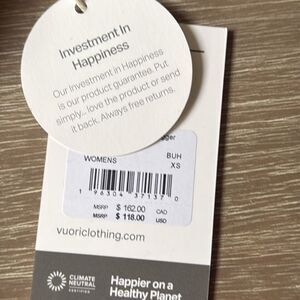 Investment In
Happiness
Our Investment in Happiness
is our product guarantee. Put
simply...love the product or send
it back. Always free returns.
WOMENS BUH
XS
1 96304 37137 0
MSRP $ 162.00 CAD
MSRP $ 118.00 USD
vuoriclothing.com
CLIMATE
NEUTRAL
CERTIFIED
Happier on a
Healthy Planet